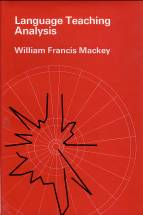 Language Teaching
Analysis
William Francis Mackey